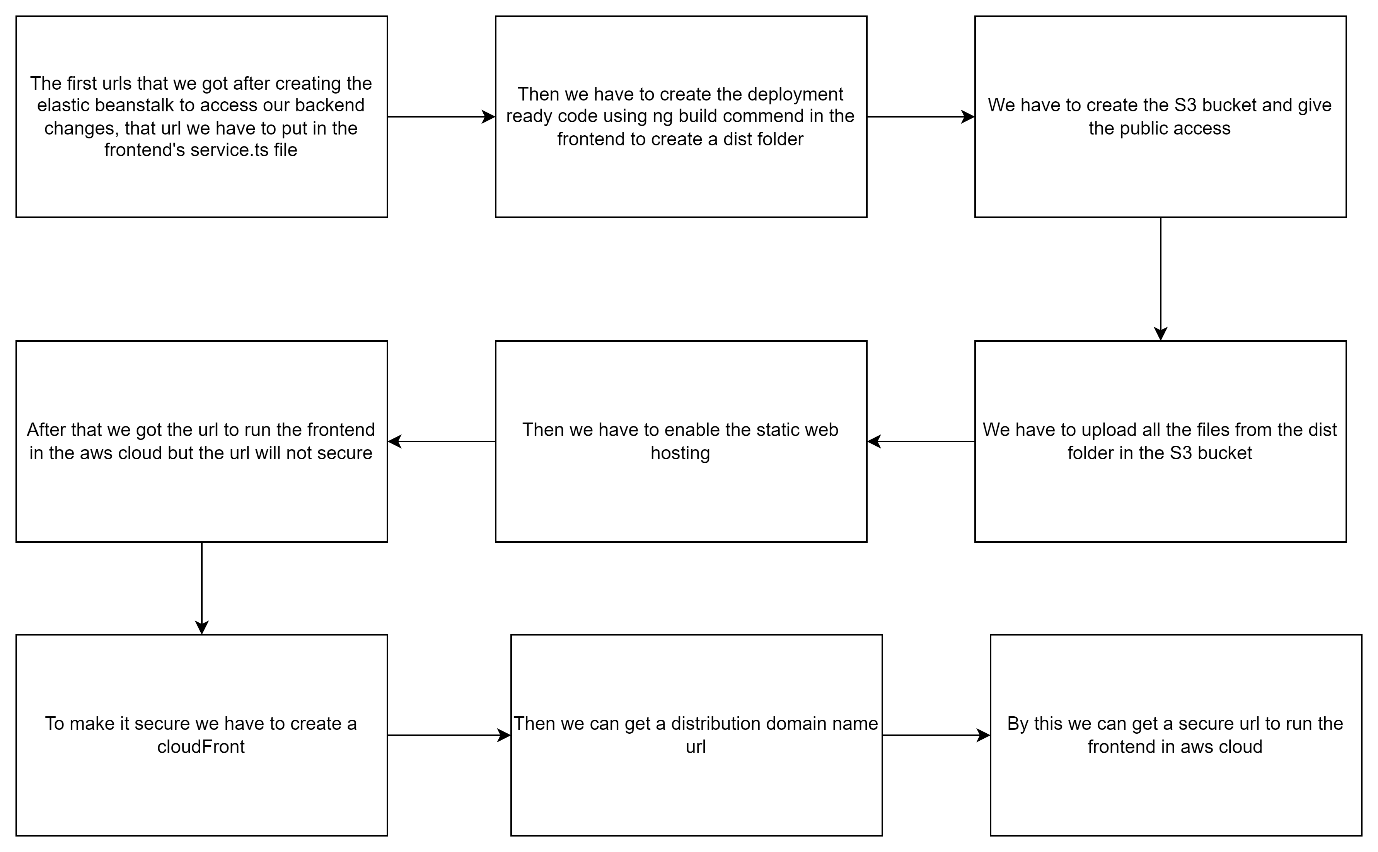 The first urls that we got after creating the
elastic beanstalk to access our backend
changes, that url we have to put in the
frontend's service.ts file
Then we have to create the deployment
ready code using ng build commend in the
frontend to create a dist folder
We have to create the S3 bucket and give
the public access
We have to upload all the files from the dist
folder in the S3 bucket
Then we have to enable the static web
hosting
After that we got the url to run the frontend
in the aws cloud but the url will not secure
To make it secure we have to create a
cloudFront
Then we can get a distribution domain name
url
By this we can get a secure url to run the
frontend in aws cloud